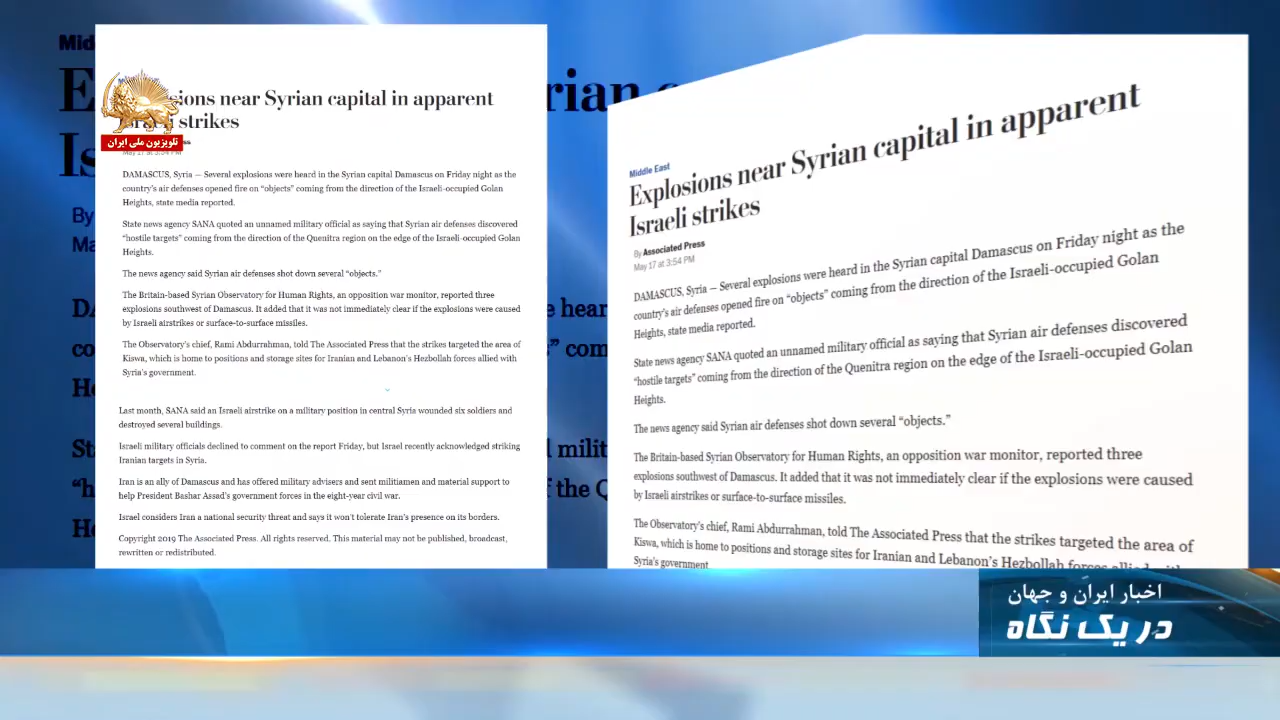 Explosions near Syrian capital in apparent
Israeli strikes
تلویزیون ملی ایران
May 17 at 3:54 PM
DAMASCUS, Syria — Several explosions were heard in the Syrian capital Damascus on Friday night as the
country's air defenses opened fire on “objects” coming from the direction of the Israeli-occupied Golan
Heights, state media reported.
State news agency SANA quoted an unnamed military official as saying that Syrian air defenses discovered
“hostile targets” coming from the direction of the Quenitra region on the edge of the Israeli-occupied Golan
Heights.
The news agency said Syrian air defenses shot down several “objects.”
The Britain-based Syrian Observatory for Human Rights, an opposition war monitor, reported three
explosions southwest of Damascus. It added that it was not immediately clear if the explosions were caused
by Israeli airstrikes or surface-to-surface missiles.
The Observatory's chief, Rami Abdurrahman, told The Associated Press that the strikes targeted the area of
Kiswa, which is home to positions and storage sites for Iranian and Lebanon's Hezbollah forces allied with
Syria's government.
Last month, SANA said an Israeli airstrike on a military position in central Syria wounded six soldiers and
destroyed several buildings.
Israeli military officials declined to comment on the report Friday, but Israel recently acknowledged striking
Iranian targets in Syria.
Iran is an ally of Damascus and has offered military advisers and sent militiamen and material support to
help President Bashar Assad's government forces in the eight-year civil war.
Israel considers Iran a national security threat and says it won't tolerate Iran's presence on its borders.
Copyright 2019 The Associated Press. All rights reserved. This material may not be published, broadcast,
rewritten or redistributed.
Middle East
Explosions near Syrian capital in apparent
Israeli strikes
By Associated Press
May 17 at 3:54 PM
DAMASCUS, Syria — Several explosions were heard in the Syrian capital Damascus on Friday night as the
country's air defenses opened fire on “objects” coming from the direction of the Israeli-occupied Golan
Heights, state media reported.
State news agency SANA quoted an unnamed military official as saying that Syrian air defenses discovered
“hostile targets” coming from the direction of the Quenitra region on the edge of the Israeli-occupied Golan
Heights.
The news agency said Syrian air defenses shot down several “objects.”
The Britain-based Syrian Observatory for Human Rights, an opposition war monitor, reported three
explosions southwest of Damascus. It added that it was not immediately clear if the explosions were caused
by Israeli airstrikes or surface-to-surface missiles.
The Observatory's chief, Rami Abdurrahman, told The Associated Press that the strikes targeted the area of
Kiswa, which is home to positions and storage sites for Iranian and Lebanon's Hezbollah forces allied with
Syria's government
اخبار ایران و جهان
در یک نگاه